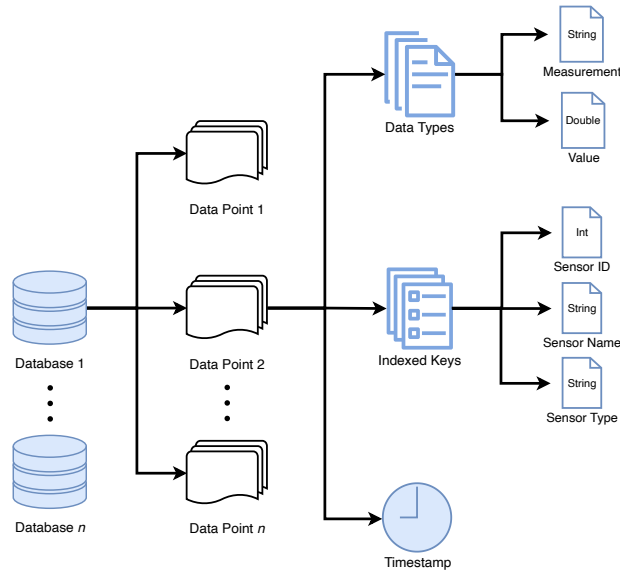 Database 1
Database n
Data Point 1
Data Point 2
Data Point n
Data Types
Indexed Keys
Timestamp
String
Measurement
Double
Value
Int
Sensor ID
String
Sensor Name
String
Sensor Type